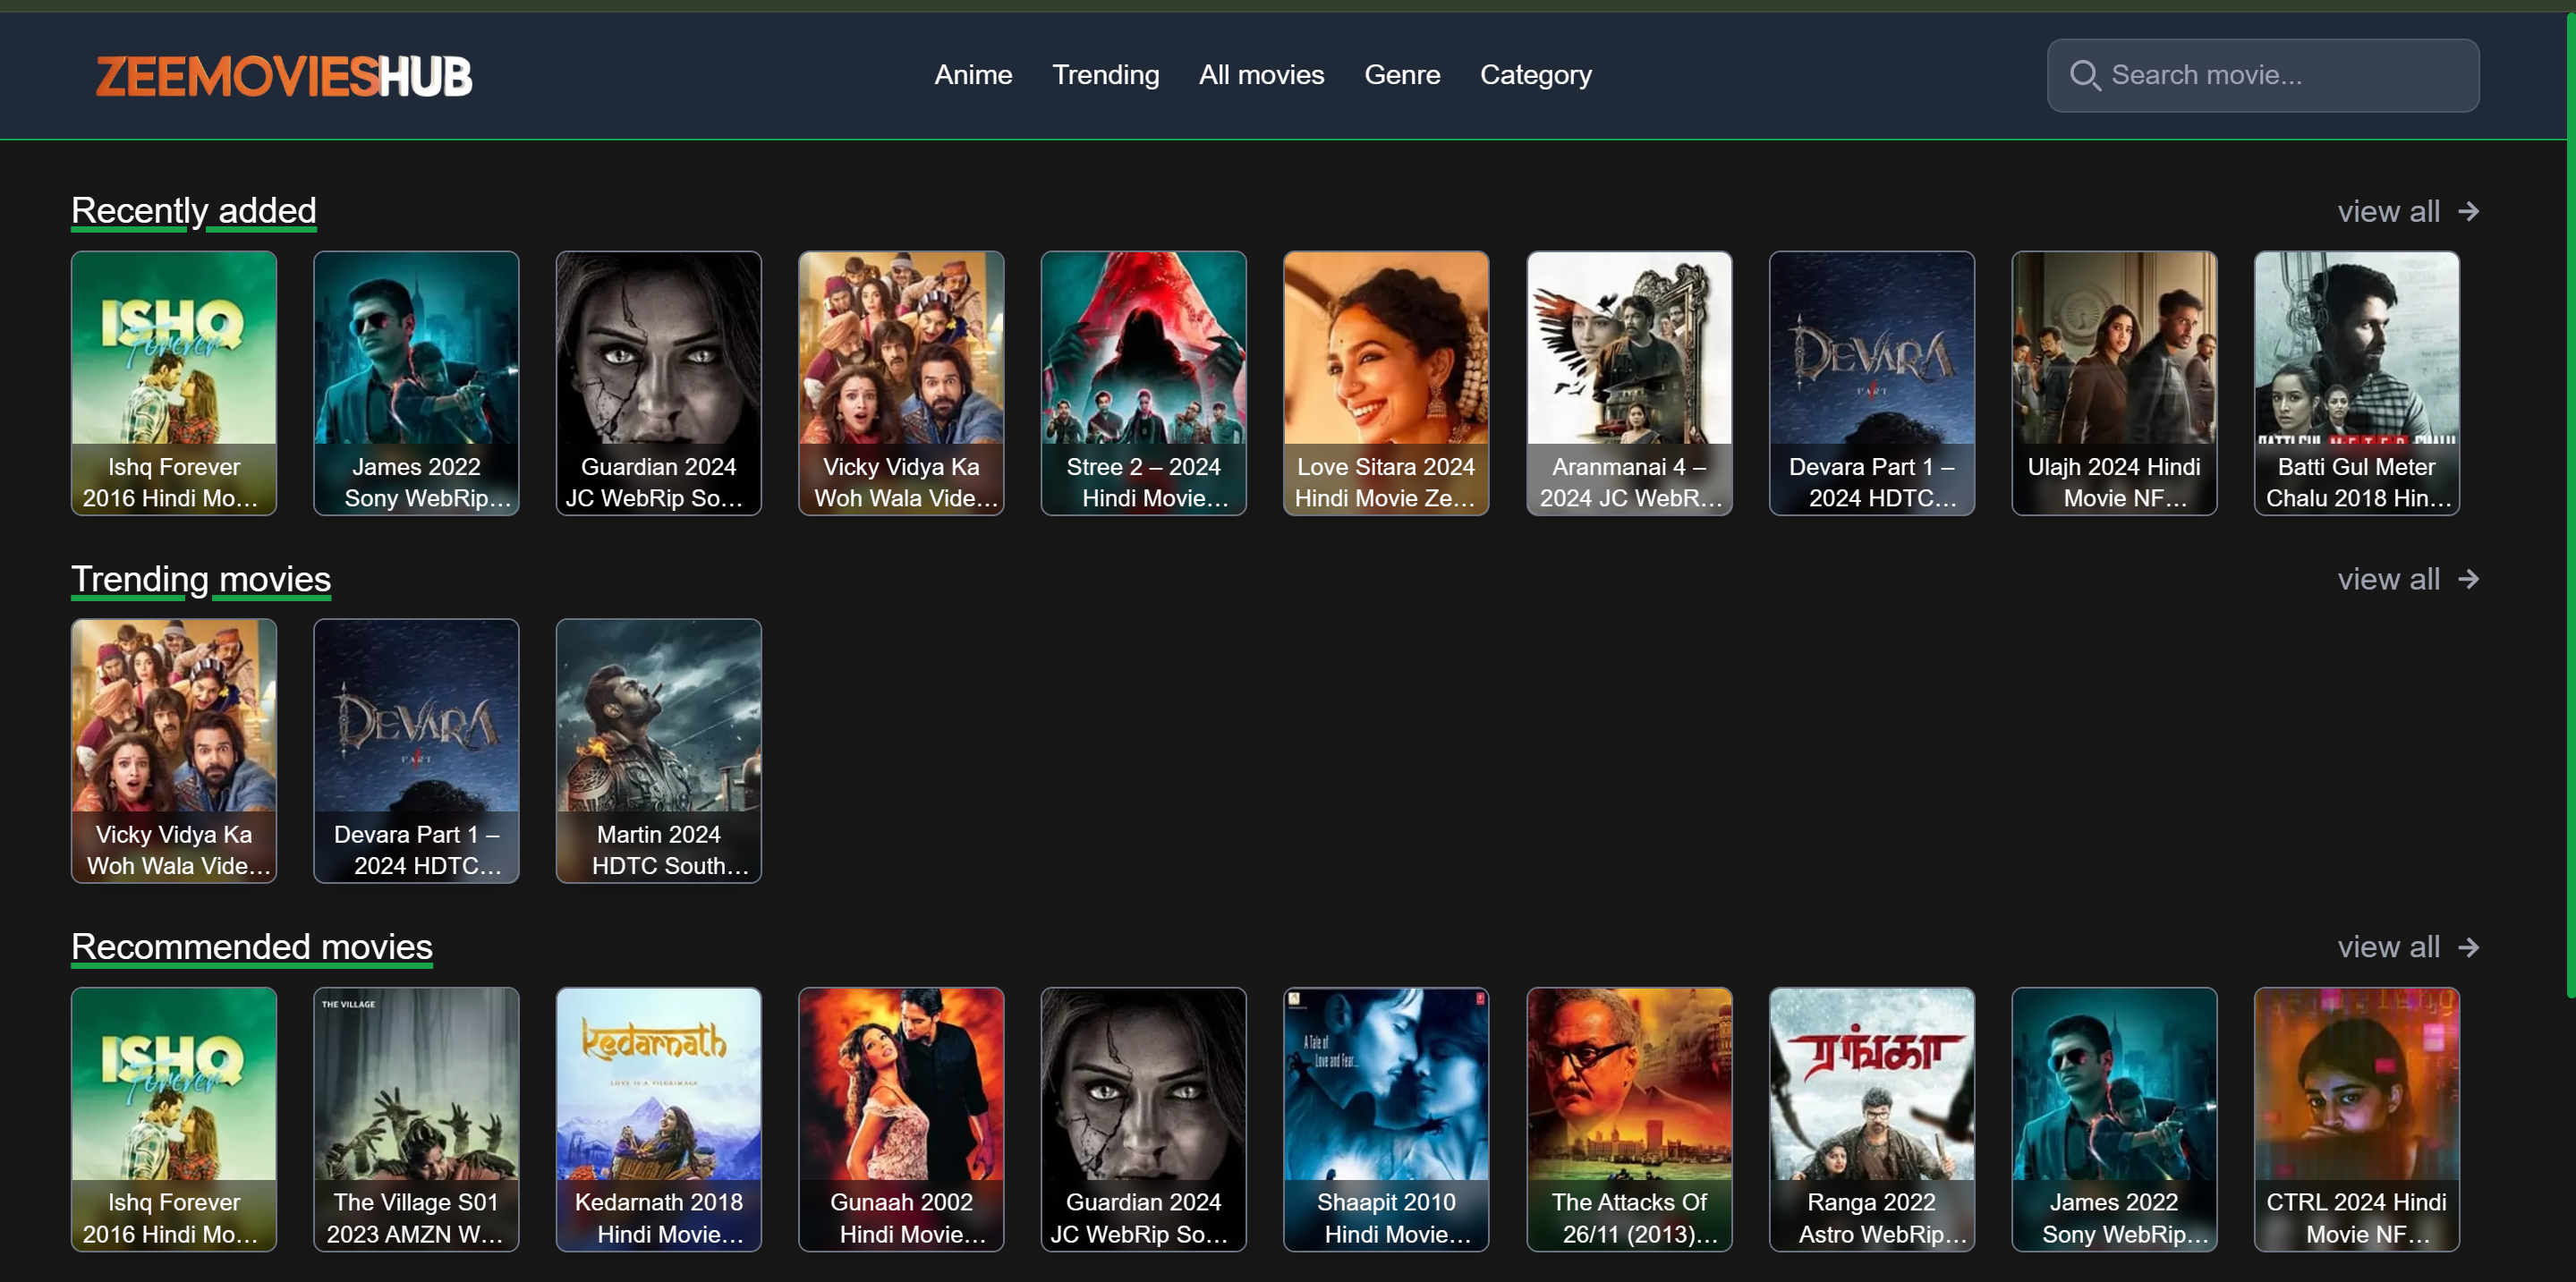 ZEEMOVIESHUB
Anime Trending All movies Genre Category
Search movie...
Recently added
view all
ISHQ
Forever
Ishq Forever
2016 Hindi Mo...
James 2022
Sony WebRip...
Guardian 2024
JC WebRip So...
Vicky Vidya Ka
Woh Wala Vide...
Stree 2 – 2024
Hindi Movie...
Love Sitara 2024
Hindi Movie Ze...
Aranmanai 4 –
2024 JC WebR...
DEVARA
PART
Devara Part 1 –
2024 HDTC...
Ulajh 2024 Hindi
Movie NF...
BATTI GUL METER CHALU
Batti Gul Meter
Chalu 2018 Hin...
Trending movies
view all
Vicky Vidya Ka
Woh Wala Vide...
DEVARA
PART
Devara Part 1 –
2024 HDTC...
Martin 2024
HDTC South...
Recommended movies
view all
ISHQ
Forever
Ishq Forever
2016 Hindi Mo...
THE VILLAGE
The Village S01
2023 AMZN W...
kedarnath
LOVE IS A PILGRIMAGE
Kedarnath 2018
Hindi Movie...
Gunaah 2002
Hindi Movie...
Guardian 2024
JC WebRip So...
A Tale of
Love and Fear...
Shaapit 2010
Hindi Movie...
The Attacks Of
26/11 (2013)...
ரங்கா
Ranga 2022
Astro WebRip...
James 2022
Sony WebRip...
CTRL 2024 Hindi
Movie NF...